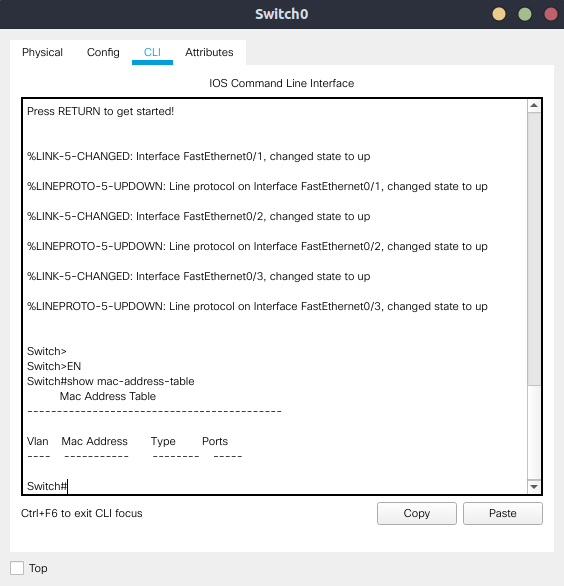 Switch0
Physical Config CLI Attributes
IOS Command Line Interface
Press RETURN to get started!
%LINK-5-CHANGED: Interface FastEthernet0/1, changed state to up
%LINEPROTO-5-UPDOWN: Line protocol on Interface FastEthernet0/1, changed state to up
%LINK-5-CHANGED: Interface FastEthernet0/2, changed state to up
%LINEPROTO-5-UPDOWN: Line protocol on Interface FastEthernet0/2, changed state to up
%LINK-5-CHANGED: Interface FastEthernet0/3, changed state to up
%LINEPROTO-5-UPDOWN: Line protocol on Interface FastEthernet0/3, changed state to up
Switch>
Switch>EN
Switch#show mac-address-table
Mac Address Table
-------------------------------------------
Vlan Mac Address Type Ports
---- ----------- -------- -----
Switch#
Ctrl+F6 to exit CLI focus Copy Paste
Top